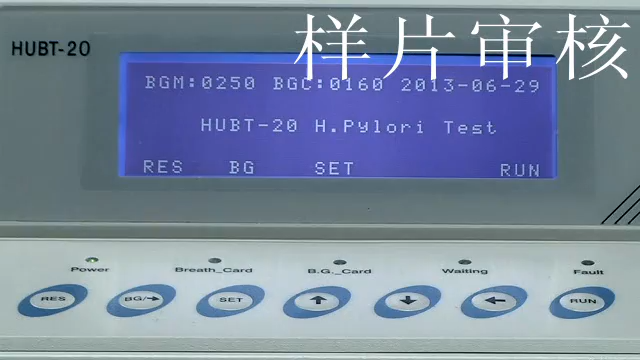 样片审核
HUBT-20
BGM:0250 BGC:0160 2013-06-29
HUBT-20 H.Pylori Test
RES BG SET RUN
Power Breath_Card B.G._Card Waiting Fault
RES BG/→ SET ↑ ↓ ← RUN